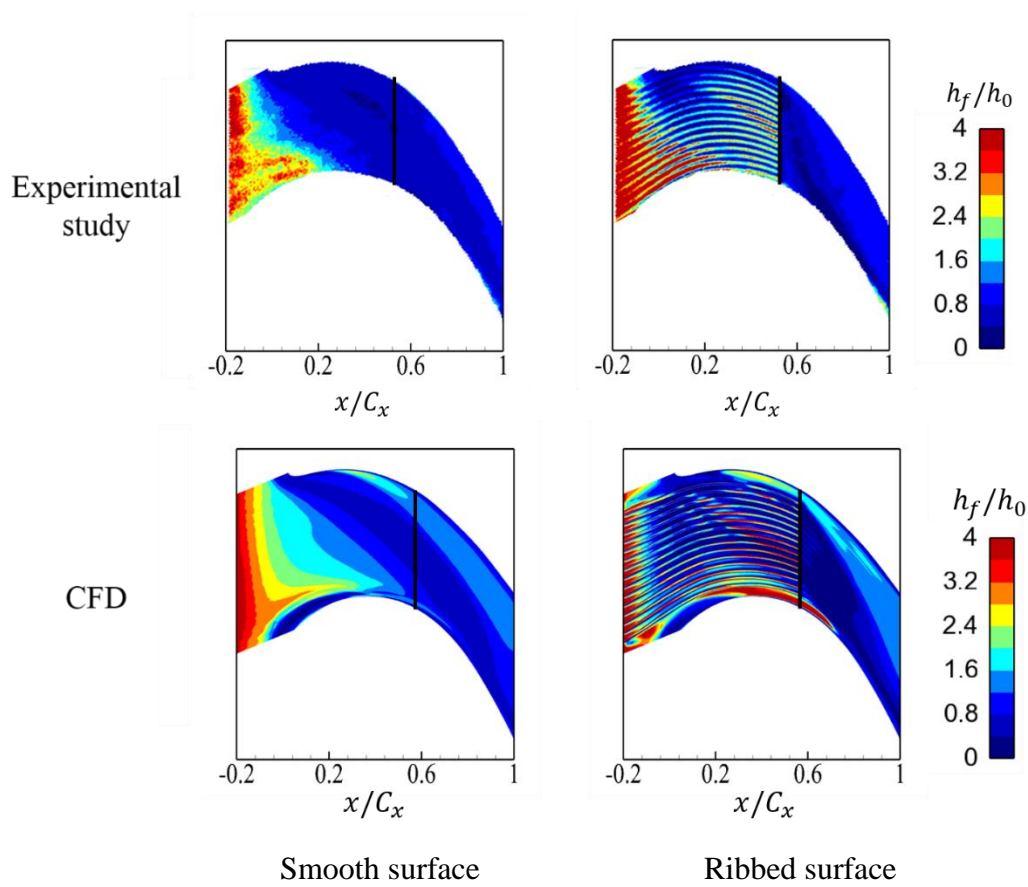 h_f/h_0
4
3.2
2.4
1.6
0.8
0
Experimental
study
-0.2 0.2 0.6 1
x/C_x
-0.2 0.2 0.6 1
x/C_x
h_f/h_0
4
3.2
2.4
1.6
0.8
0
CFD
-0.2 0.2 0.6 1
x/C_x
-0.2 0.2 0.6 1
x/C_x
Smooth surface
Ribbed surface